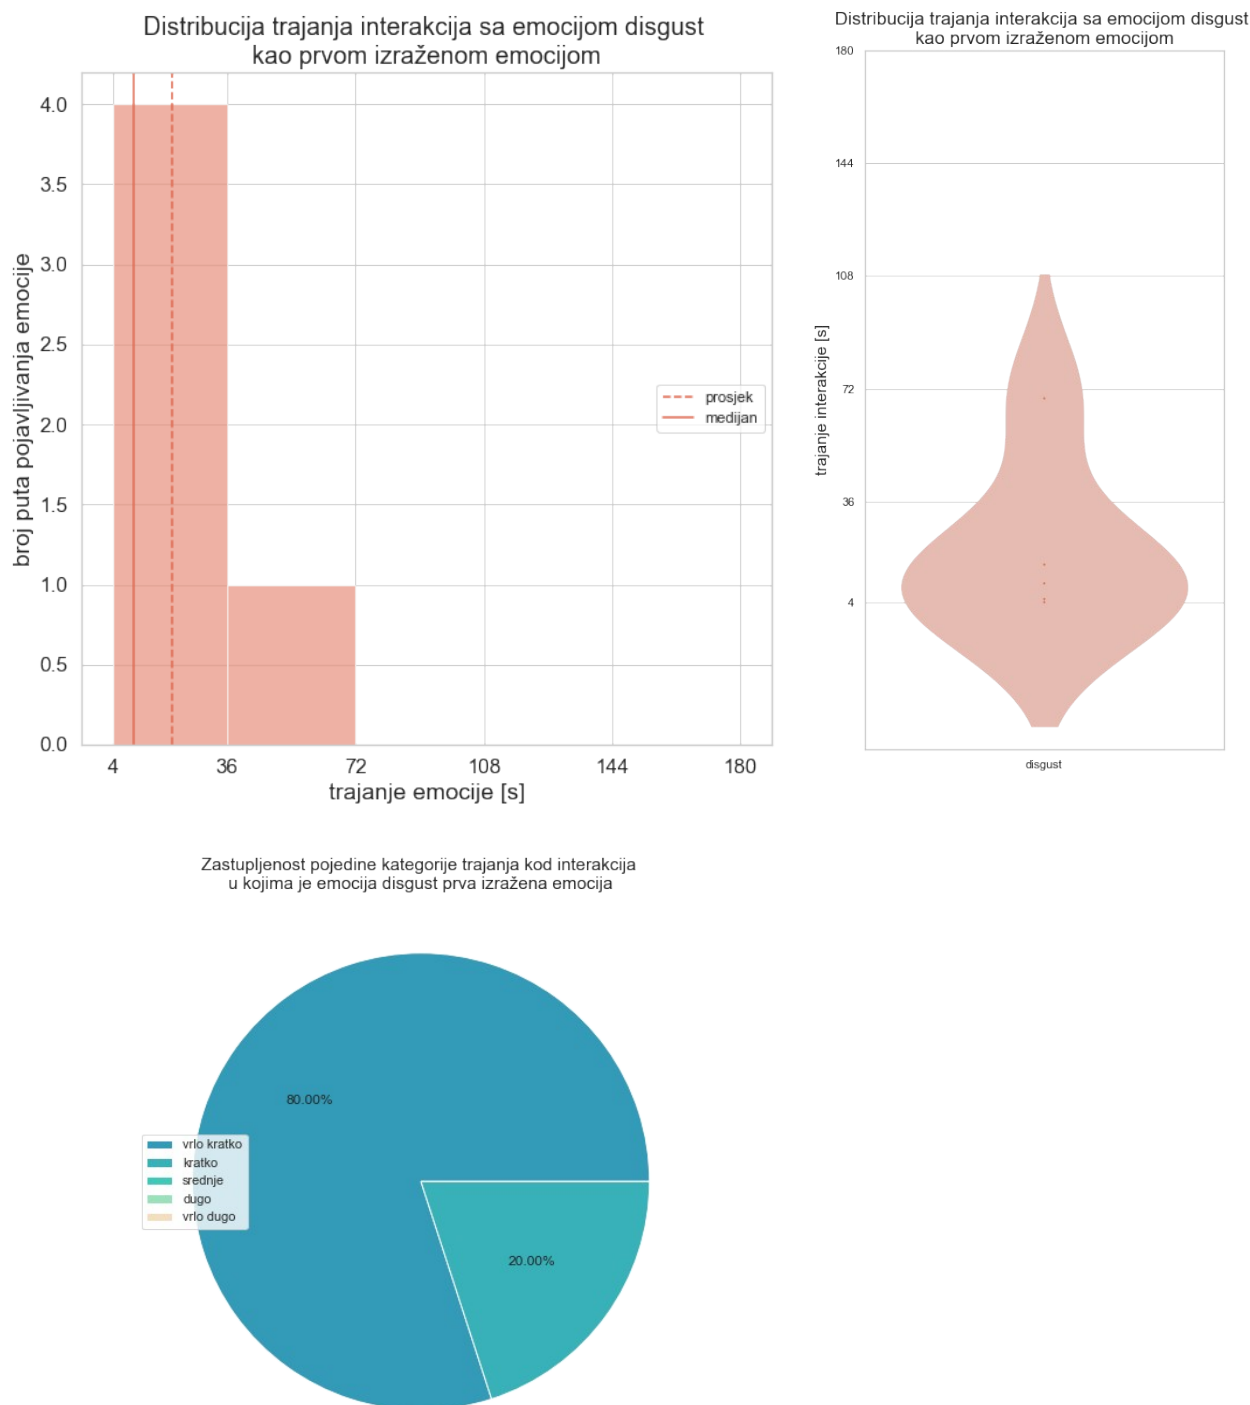 Distribucija trajanja interakcija sa emocijom disgust
kao prvom izraženom emocijom
4.0
3.5
3.0
2.5
2.0
1.5
1.0
0.5
0.0
broj puta pojavljivanja emocije
prosjek
medijan
4 36 72 108 144 180
trajanje emocije [s]
Distribucija trajanja interakcija sa emocijom disgust
kao prvom izraženom emocijom
180
144
108
72
36
4
trajanje interakcije [s]
disgust
Zastupljenost pojedine kategorije trajanja kod interakcija
u kojima je emocija disgust prva izražena emocija
80.00%
vrlo kratko
kratko
srednje
dugo
vrlo dugo
20.00%